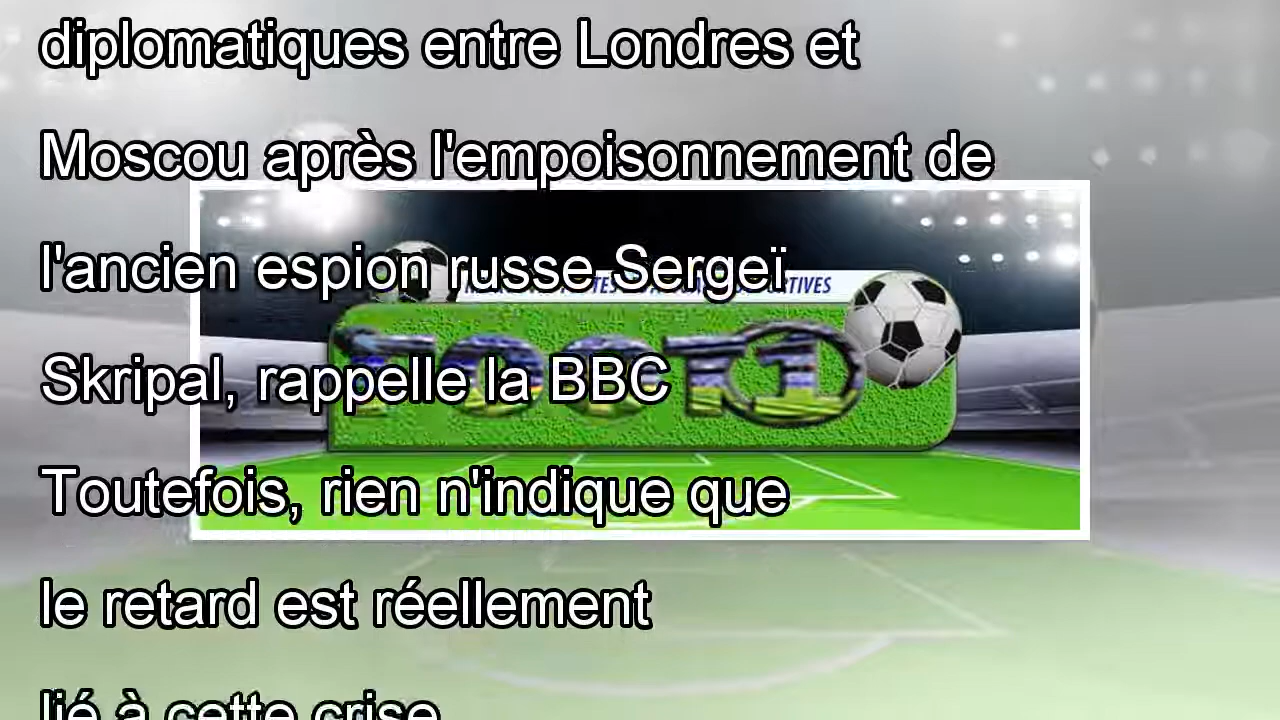 diplomatiques entre Londres et
Moscou après l'empoisonnement de
l'ancien espion russe Sergeï
Skripal, rappelle la BBC
FOOT1
Toutefois, rien n'indique que
le retard est réellement
lié à cette crise